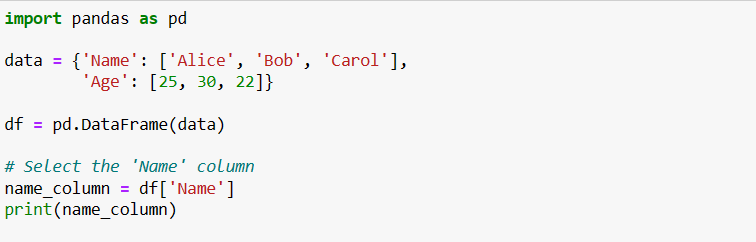 import pandas as pd
data = {'Name': ['Alice', 'Bob', 'Carol'],
        'Age': [25, 30, 22]}
df = pd.DataFrame(data)
# Select the 'Name' column
name_column = df['Name']
print(name_column)